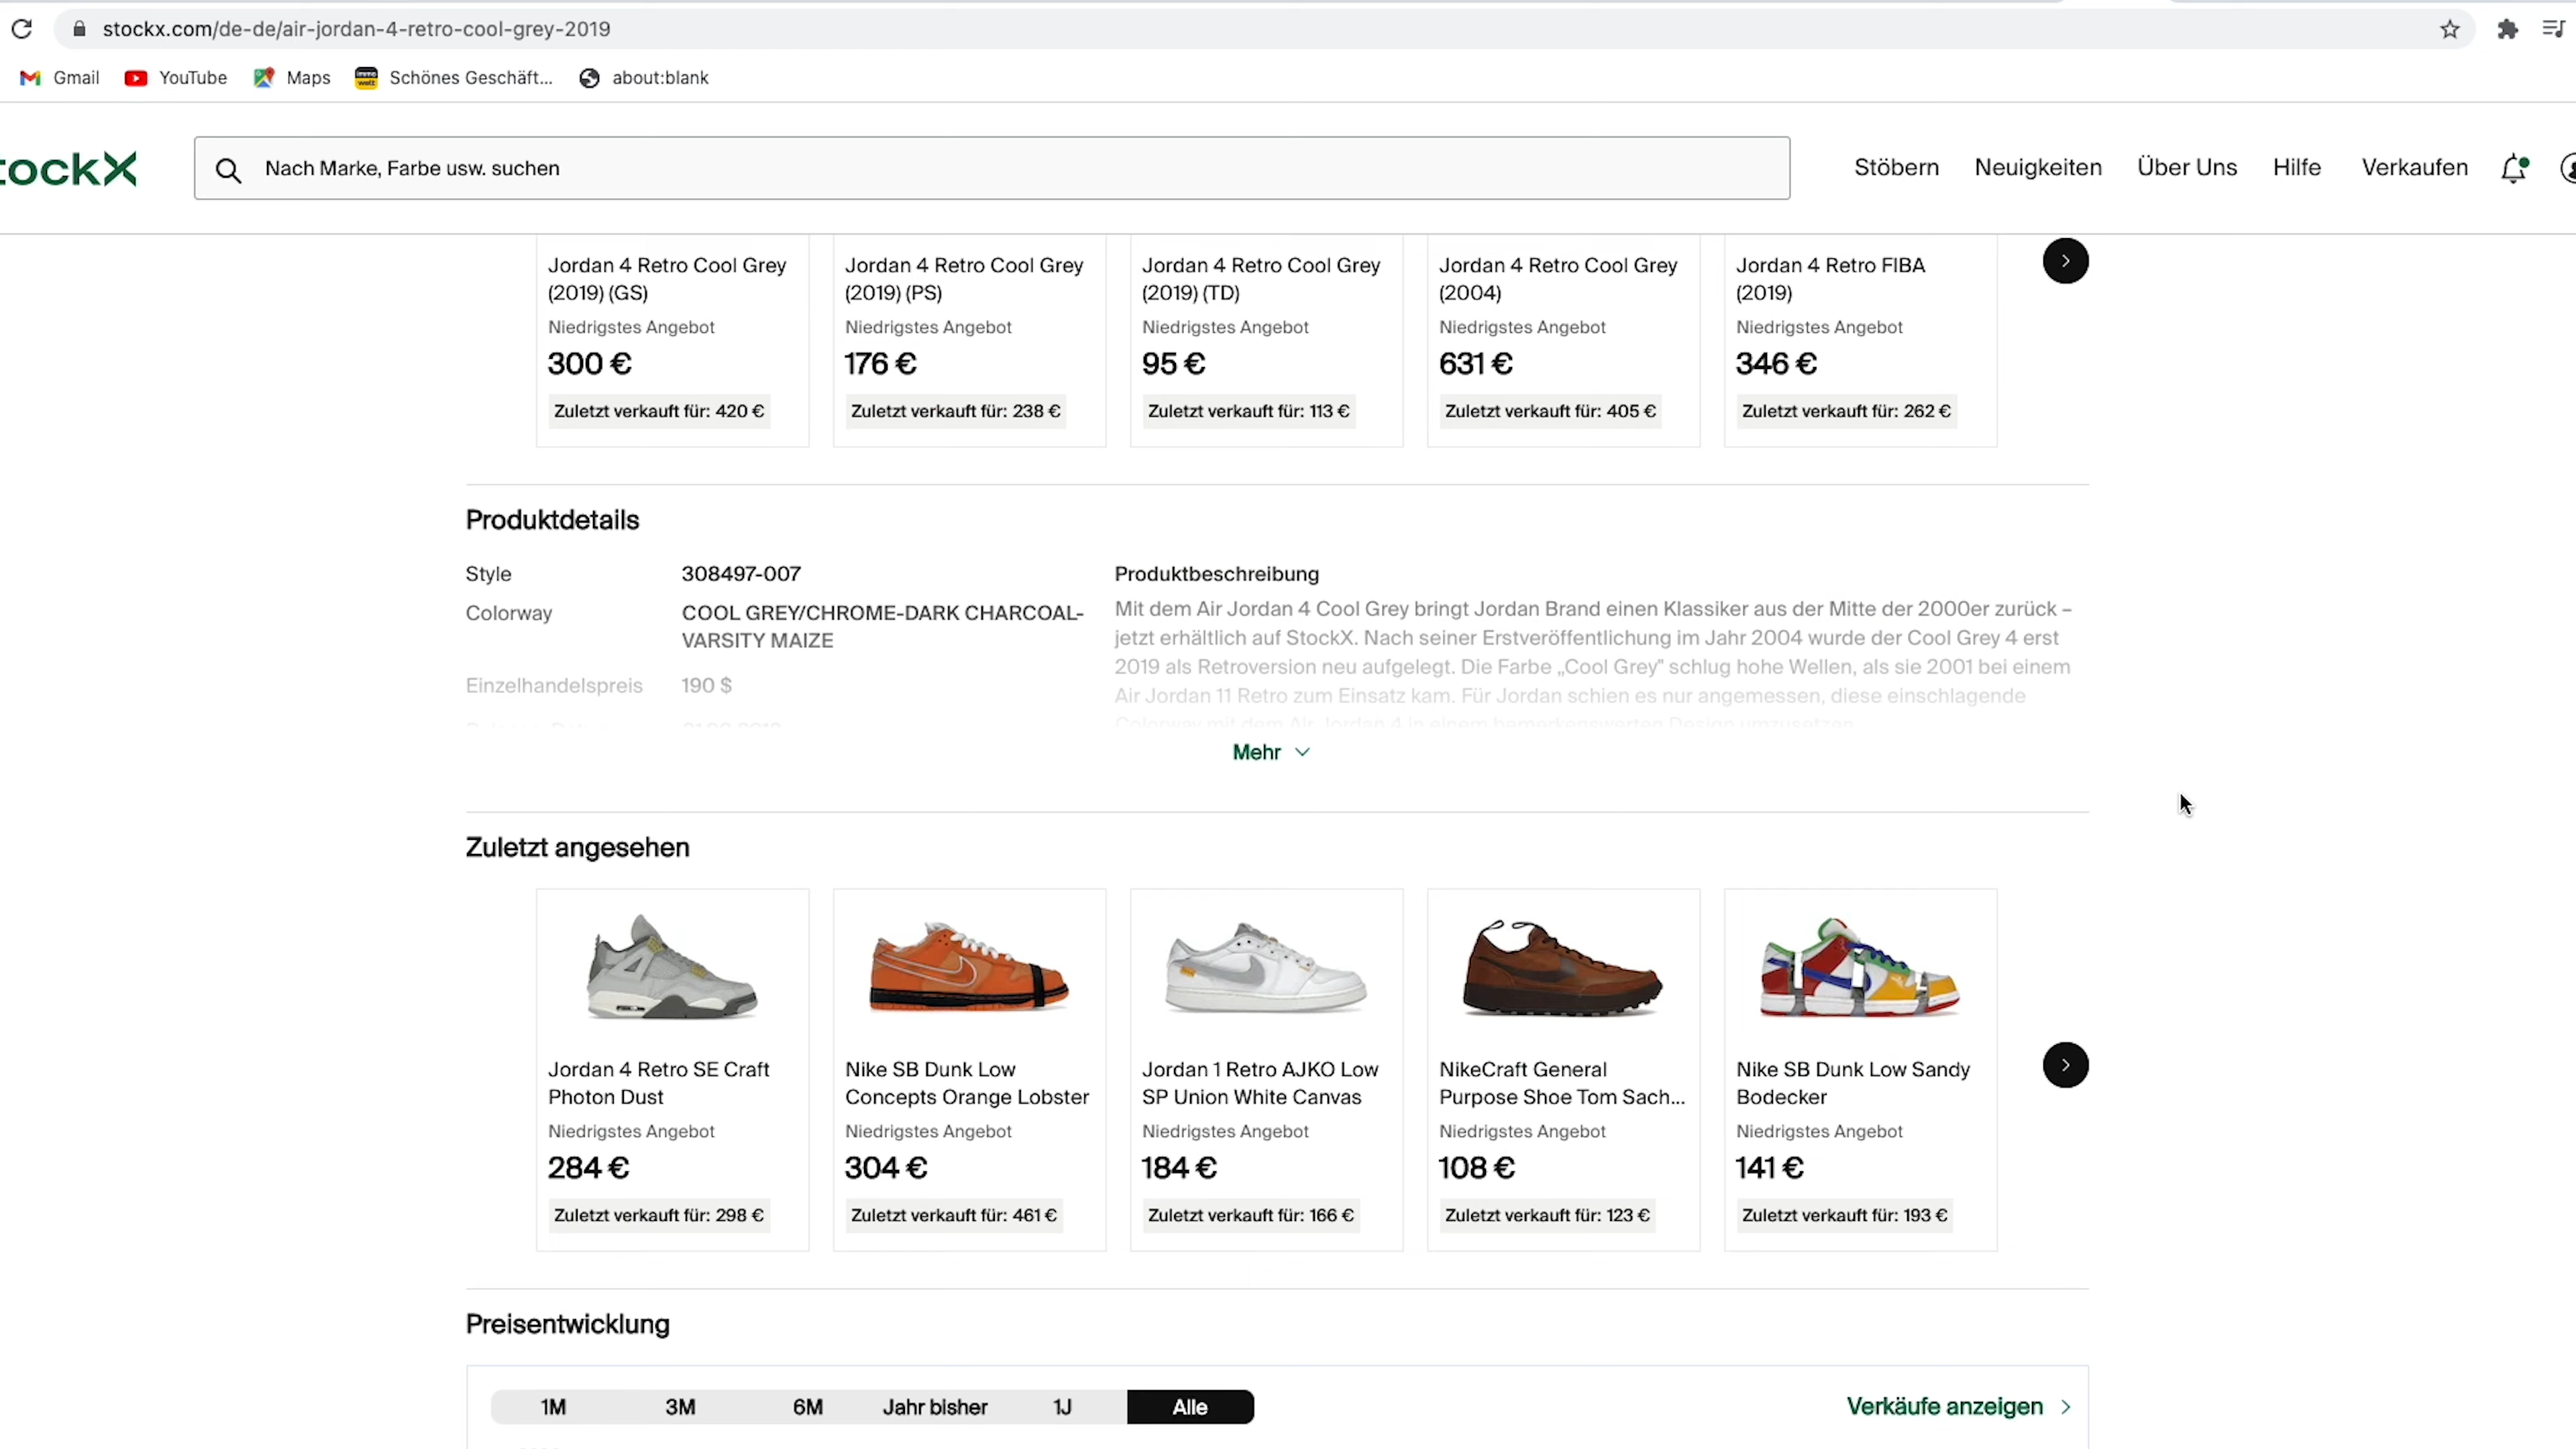 stockx.com/de-de/air-jordan-4-retro-cool-grey-2019
Gmail YouTube Maps Schönes Geschäft... about:blank
tockX Nach Marke, Farbe usw. suchen Stöbern Neuigkeiten Über Uns Hilfe Verkaufen
Jordan 4 Retro Cool Grey
(2019) (GS)
Niedrigstes Angebot
300 €
Zuletzt verkauft für: 420 €
Jordan 4 Retro Cool Grey
(2019) (PS)
Niedrigstes Angebot
176 €
Zuletzt verkauft für: 238 €
Jordan 4 Retro Cool Grey
(2019) (TD)
Niedrigstes Angebot
95 €
Zuletzt verkauft für: 113 €
Jordan 4 Retro Cool Grey
(2004)
Niedrigstes Angebot
631 €
Zuletzt verkauft für: 405 €
Jordan 4 Retro FIBA
(2019)
Niedrigstes Angebot
346 €
Zuletzt verkauft für: 262 €
Produktdetails
Style 308497-007
Colorway COOL GREY/CHROME-DARK CHARCOAL-
VARSITY MAIZE
Einzelhandelspreis 190 $
Produktbeschreibung
Mit dem Air Jordan 4 Cool Grey bringt Jordan Brand einen Klassiker aus der Mitte der 2000er zurück –
jetzt erhältlich auf StockX. Nach seiner Erstveröffentlichung im Jahr 2004 wurde der Cool Grey 4 erst
2019 als Retroversion neu aufgelegt. Die Farbe „Cool Grey" schlug hohe Wellen, als sie 2001 bei einem
Air Jordan 11 Retro zum Einsatz kam. Für Jordan schien es nur angemessen, diese einschlagende
Colorway mit dem Air Jordan 4 in einem bemerkenswerten Design umzusetzen.
Mehr
Zuletzt angesehen
Jordan 4 Retro SE Craft
Photon Dust
Niedrigstes Angebot
284 €
Zuletzt verkauft für: 298 €
Nike SB Dunk Low
Concepts Orange Lobster
Niedrigstes Angebot
304 €
Zuletzt verkauft für: 461 €
Jordan 1 Retro AJKO Low
SP Union White Canvas
Niedrigstes Angebot
184 €
Zuletzt verkauft für: 166 €
NikeCraft General
Purpose Shoe Tom Sach...
Niedrigstes Angebot
108 €
Zuletzt verkauft für: 123 €
Nike SB Dunk Low Sandy
Bodecker
Niedrigstes Angebot
141 €
Zuletzt verkauft für: 193 €
Preisentwicklung
1M 3M 6M Jahr bisher 1J Alle Verkäufe anzeigen